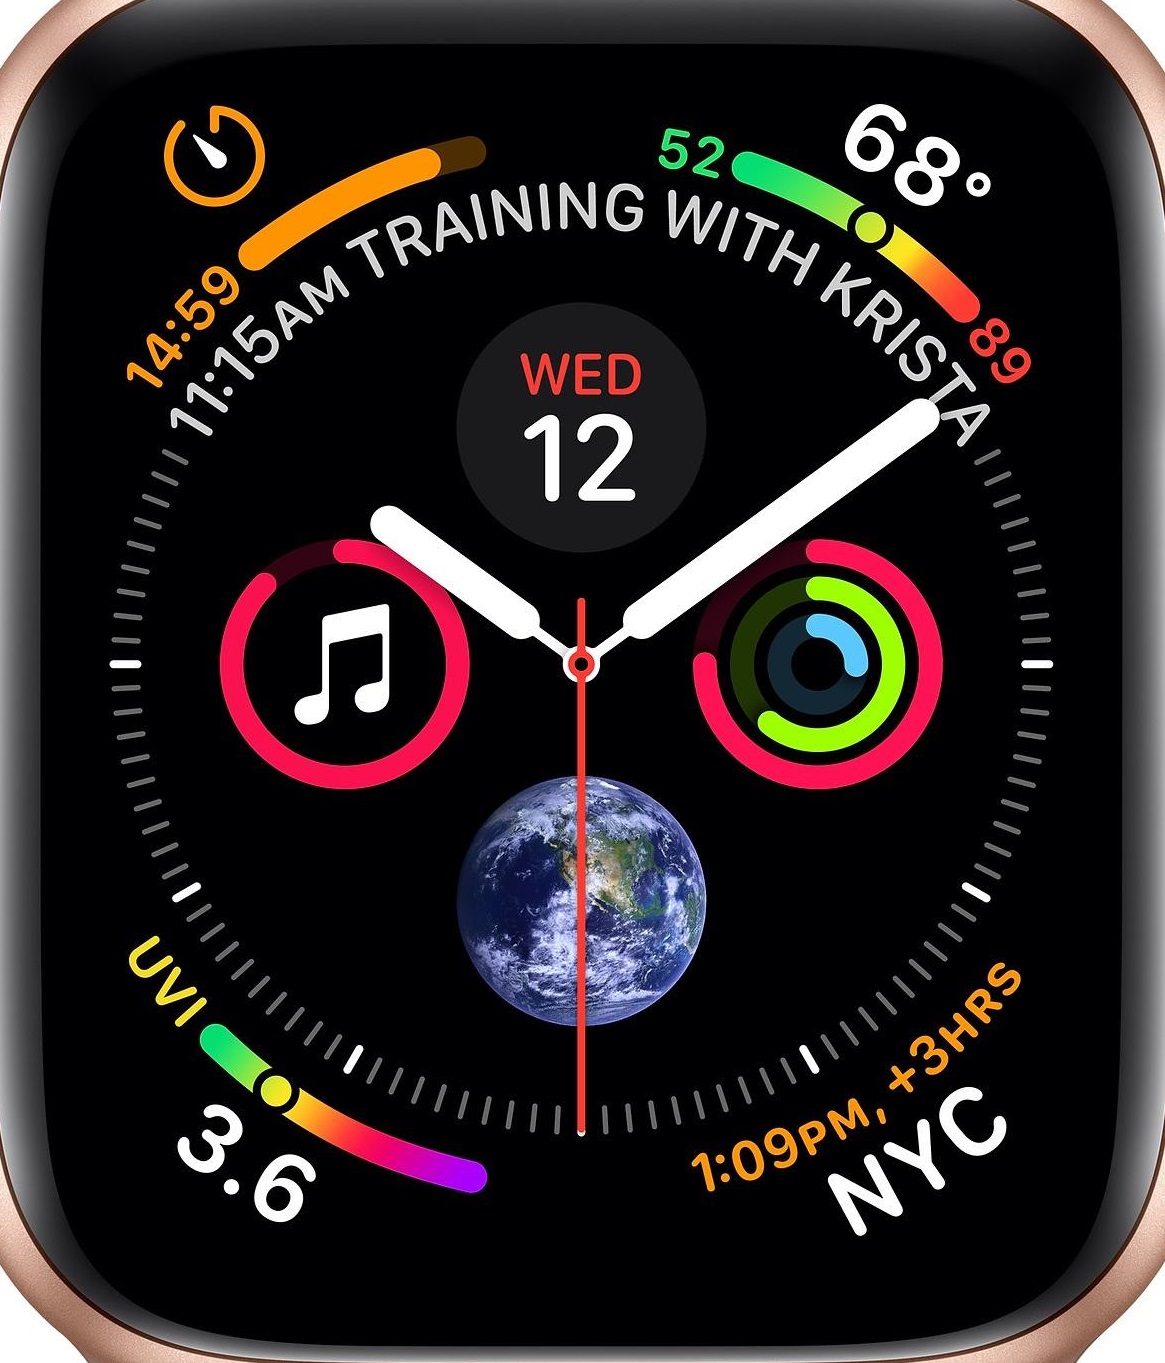 14:59
52
68°
89
11:15AM TRAINING WITH KRISTA
WED
12
UVI
3.6
1:09PM, +3HRS
NYC